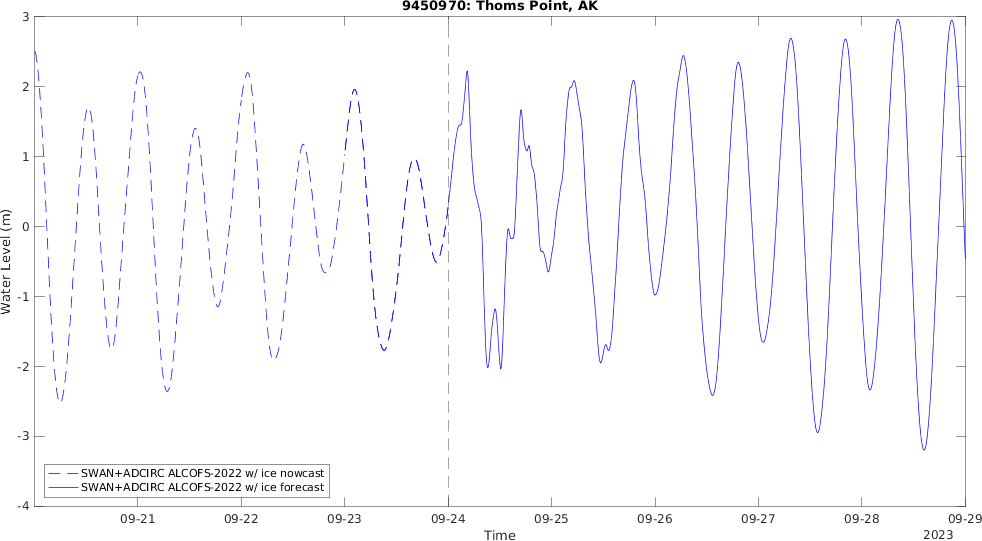 9450970: Thoms Point, AK
3
2
1
0
-1
-2
-3
-4
Water Level (m)
SWAN+ADCIRC ALCOFS-2022 w/ ice nowcast
SWAN+ADCIRC ALCOFS-2022 w/ ice forecast
09-21 09-22 09-23 09-24 09-25 09-26 09-27 09-28 09-29
Time
2023